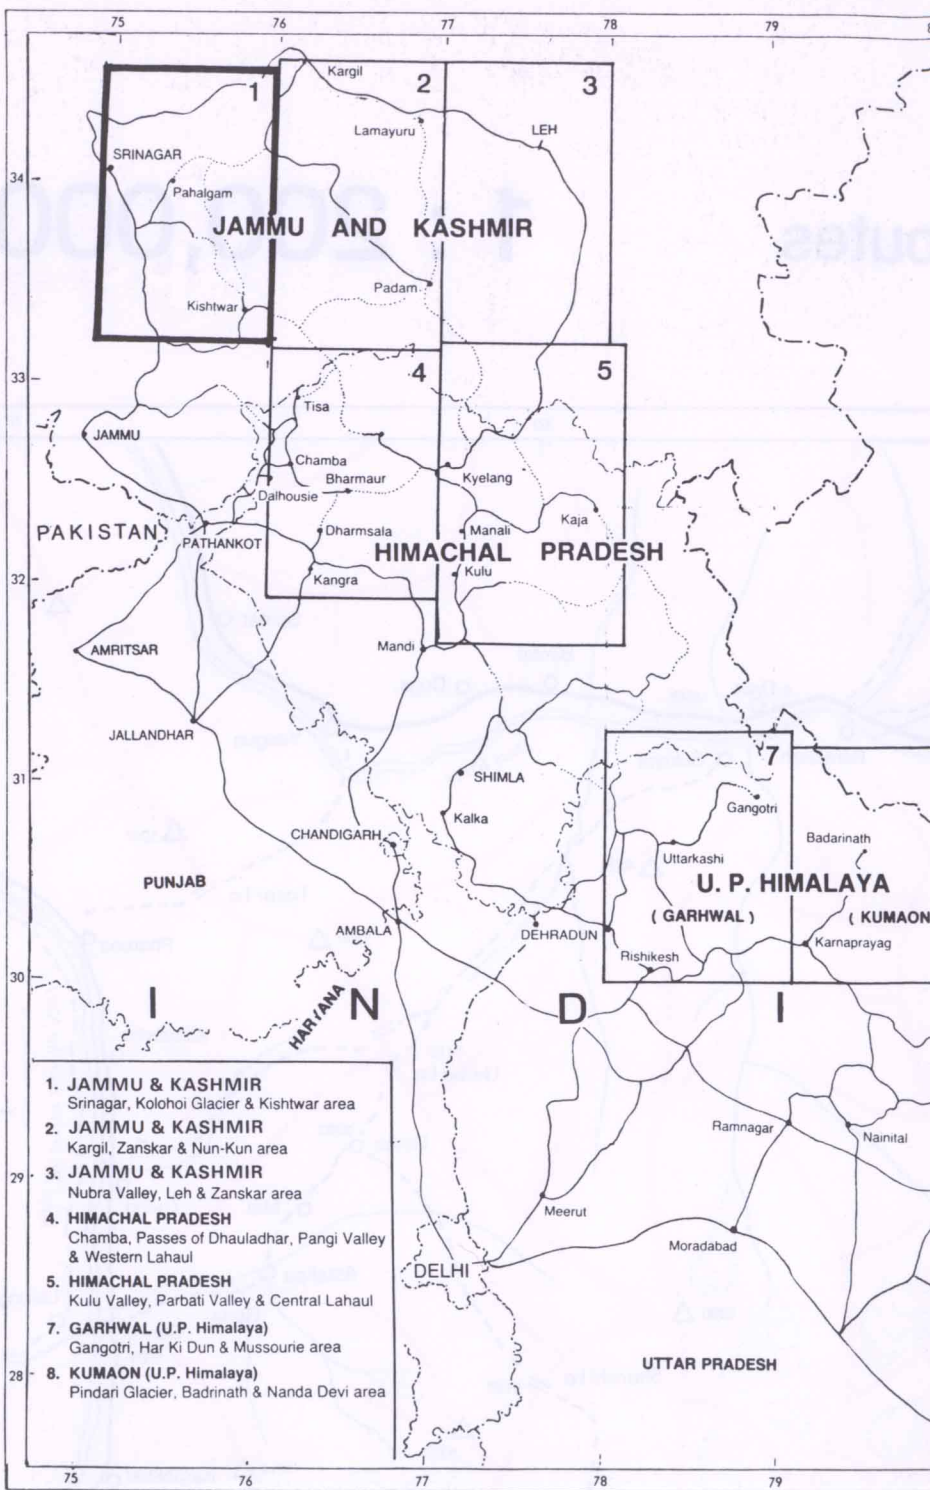 75 76 77 78 79 8
1 2 3
Kargil
Lamayuru
LEH
SRINAGAR
34
Pahalgam
JAMMU AND KASHMIR
Padam
Kishtwar
33
4 5
Tisa
JAMMU
Chamba
Bharmaur
Kyelang
Dalhousie
Kaja
PAKISTAN
Dharmsala
Manali
PATHANKOT
HIMACHAL PRADESH
32
Kangra
Kulu
AMRITSAR
Mandi
JALLANDHAR
7
31
SHIMLA
Gangotri
Kalka
CHANDIGARH
Badarinath
Uttarkashi
PUNJAB
U. P. HIMALAYA
( GARHWAL )
( KUMAON
AMBALA
DEHRADUN
Karnaprayag
Rishikesh
30
I N D I
HARYANA
1. JAMMU & KASHMIR
Srinagar, Kolohoi Glacier & Kishtwar area
2. JAMMU & KASHMIR
Kargil, Zanskar & Nun-Kun area
3. JAMMU & KASHMIR
Nubra Valley, Leh & Zanskar area
4. HIMACHAL PRADESH
Chamba, Passes of Dhauladhar, Pangi Valley
& Western Lahaul
5. HIMACHAL PRADESH
Kulu Valley, Parbati Valley & Central Lahaul
7. GARHWAL (U.P. Himalaya)
Gangotri, Har Ki Dun & Mussourie area
8. KUMAON (U.P. Himalaya)
Pindari Glacier, Badrinath & Nanda Devi area
Ramnagar
Nainital
29
Meerut
Moradabad
DELHI
UTTAR PRADESH
28
75 76 77 78 79
1 : 200,000
outes